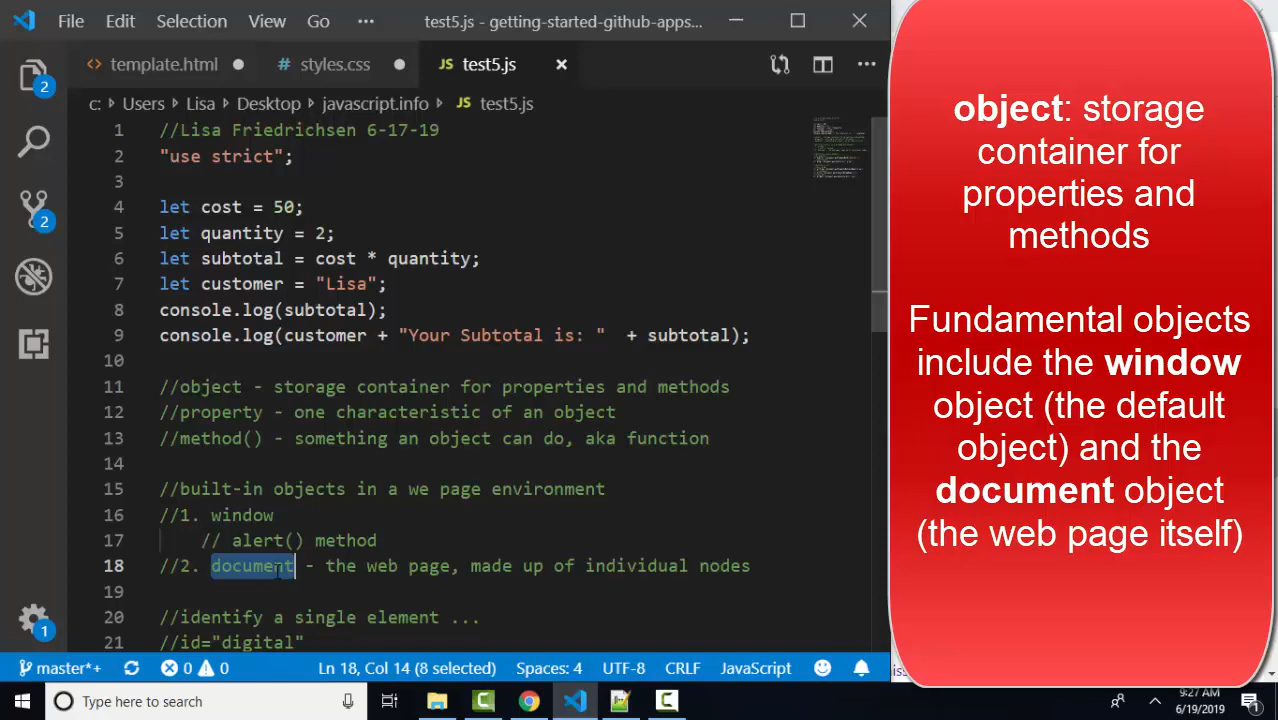 File Edit Selection View Go ••• test5.js - getting-started-github-apps...
template.html styles.css JS test5.js
c: Users Lisa Desktop javascript.info JS test5.js
1 //Lisa Friedrichsen 6-17-19
2 "use strict";
3
4 let cost = 50;
5 let quantity = 2;
6 let subtotal = cost * quantity;
7 let customer = "Lisa";
8 console.log(subtotal);
9 console.log(customer + "Your Subtotal is: " + subtotal);
10
11 //object - storage container for properties and methods
12 //property - one characteristic of an object
13 //method() - something an object can do, aka function
14
15 //built-in objects in a we page environment
16 //1. window
17 // alert() method
18 //2. document - the web page, made up of individual nodes
19
20 //identify a single element ...
21 //id="digital"
2
2
1
master*+ 0 0 Ln 18, Col 14 (8 selected) Spaces: 4 UTF-8 CRLF JavaScript
Type here to search
9:27 AM
6/19/2019
1
object: storage
container for
properties and
methods
Fundamental objects
include the window
object (the default
object) and the
document object
(the web page itself)